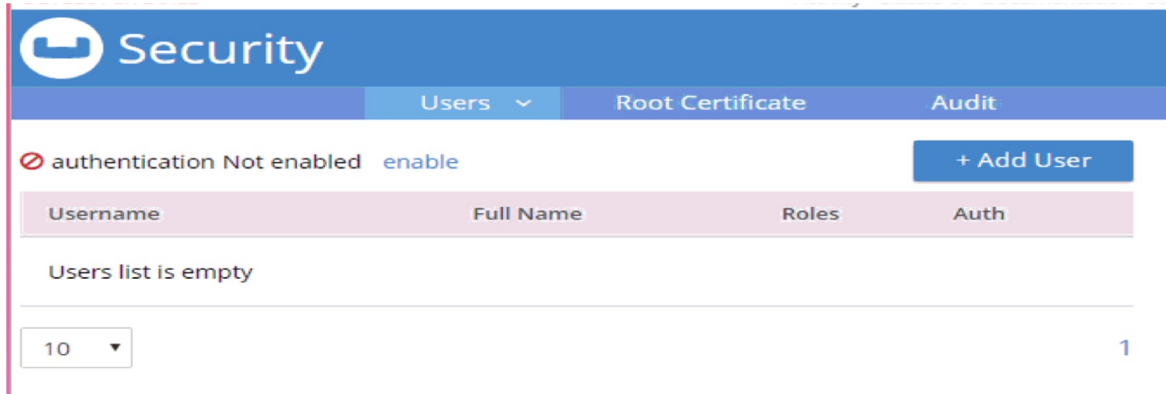 Security
Users Root Certificate Audit
authentication Not enabled enable + Add User
Username Full Name Roles Auth
Users list is empty
10 1